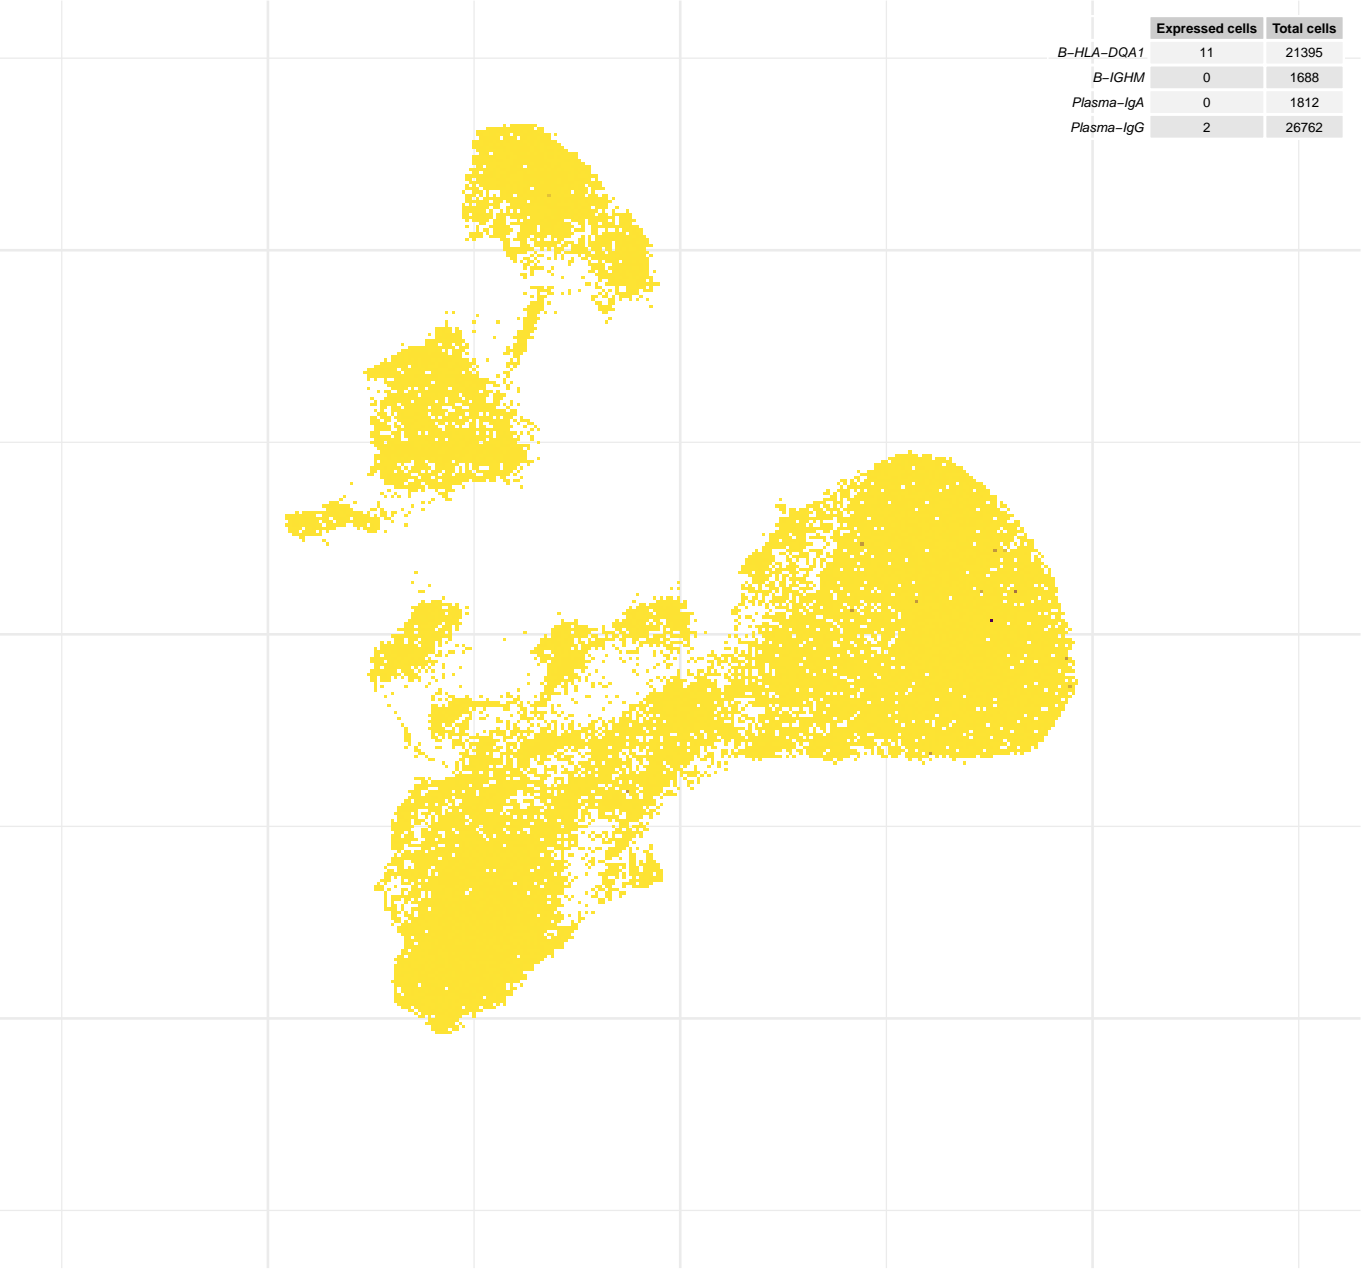 Expressed cells Total cells
B−HLA−DQA1 11 21395
B−IGHM 0 1688
Plasma−IgA 0 1812
Plasma−IgG 2 26762